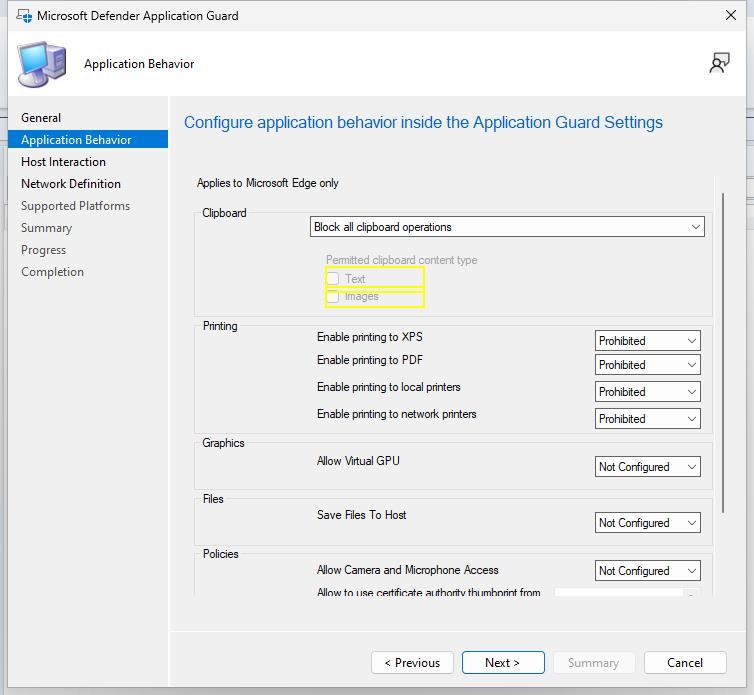 Microsoft Defender Application Guard
Application Behavior
General
Application Behavior
Host Interaction
Network Definition
Supported Platforms
Summary
Progress
Completion
Configure application behavior inside the Application Guard Settings
Applies to Microsoft Edge only
Clipboard
Block all clipboard operations
Permitted clipboard content type
Text
Images
Printing
Enable printing to XPS Prohibited
Enable printing to PDF Prohibited
Enable printing to local printers Prohibited
Enable printing to network printers Prohibited
Graphics
Allow Virtual GPU Not Configured
Files
Save Files To Host Not Configured
Policies
Allow Camera and Microphone Access Not Configured
Allow to use certificate authority thumbprint from
< Previous Next > Summary Cancel